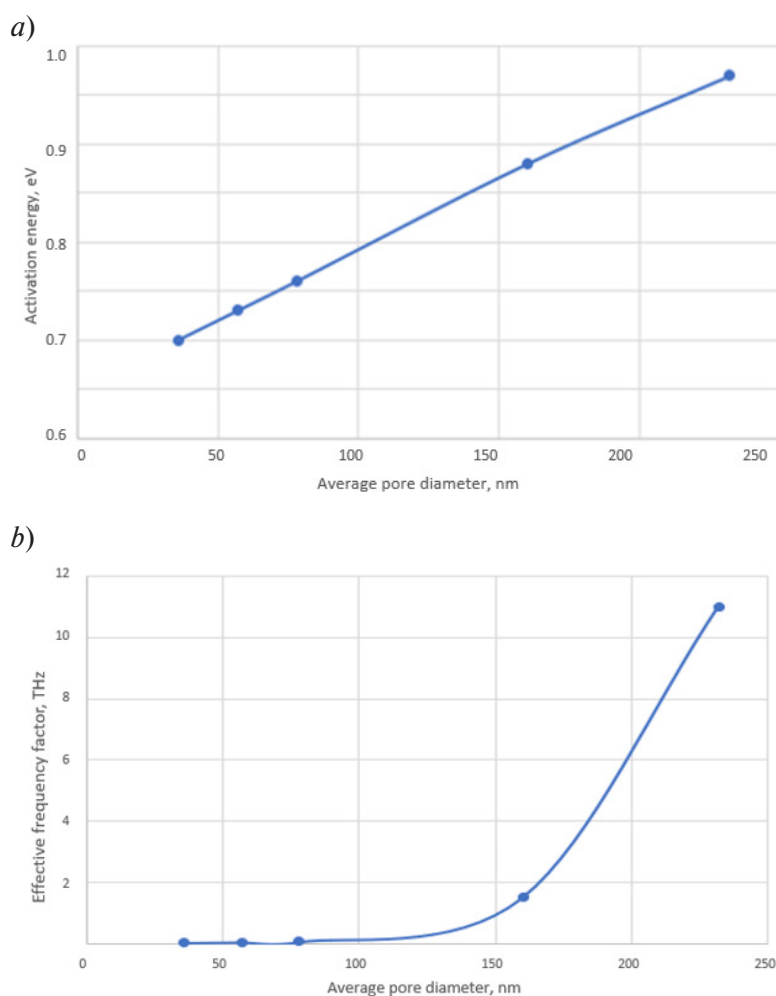 a)
1.0
0.9
0.8
0.7
0.6
Activation energy, eV
0 50 100 150 200 250
Average pore diameter, nm
b)
12
10
8
6
4
2
Effective frequency factor, THz
0 50 100 150 200 250
Average pore diameter, nm